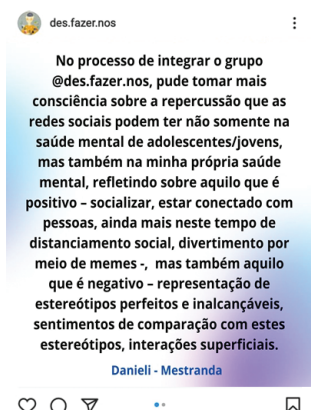 des.fazer.nos
No processo de integrar o grupo
@des.fazer.nos, pude tomar mais
consciência sobre a repercussão que as
redes sociais podem ter não somente na
saúde mental de adolescentes/jovens,
mas também na minha própria saúde
mental, refletindo sobre aquilo que é
positivo – socializar, estar conectado com
pessoas, ainda mais neste tempo de
distanciamento social, divertimento por
meio de memes -,  mas também aquilo
que é negativo – representação de
estereótipos perfeitos e inalcançáveis,
sentimentos de comparação com estes
estereótipos, interações superficiais.
Danieli - Mestranda